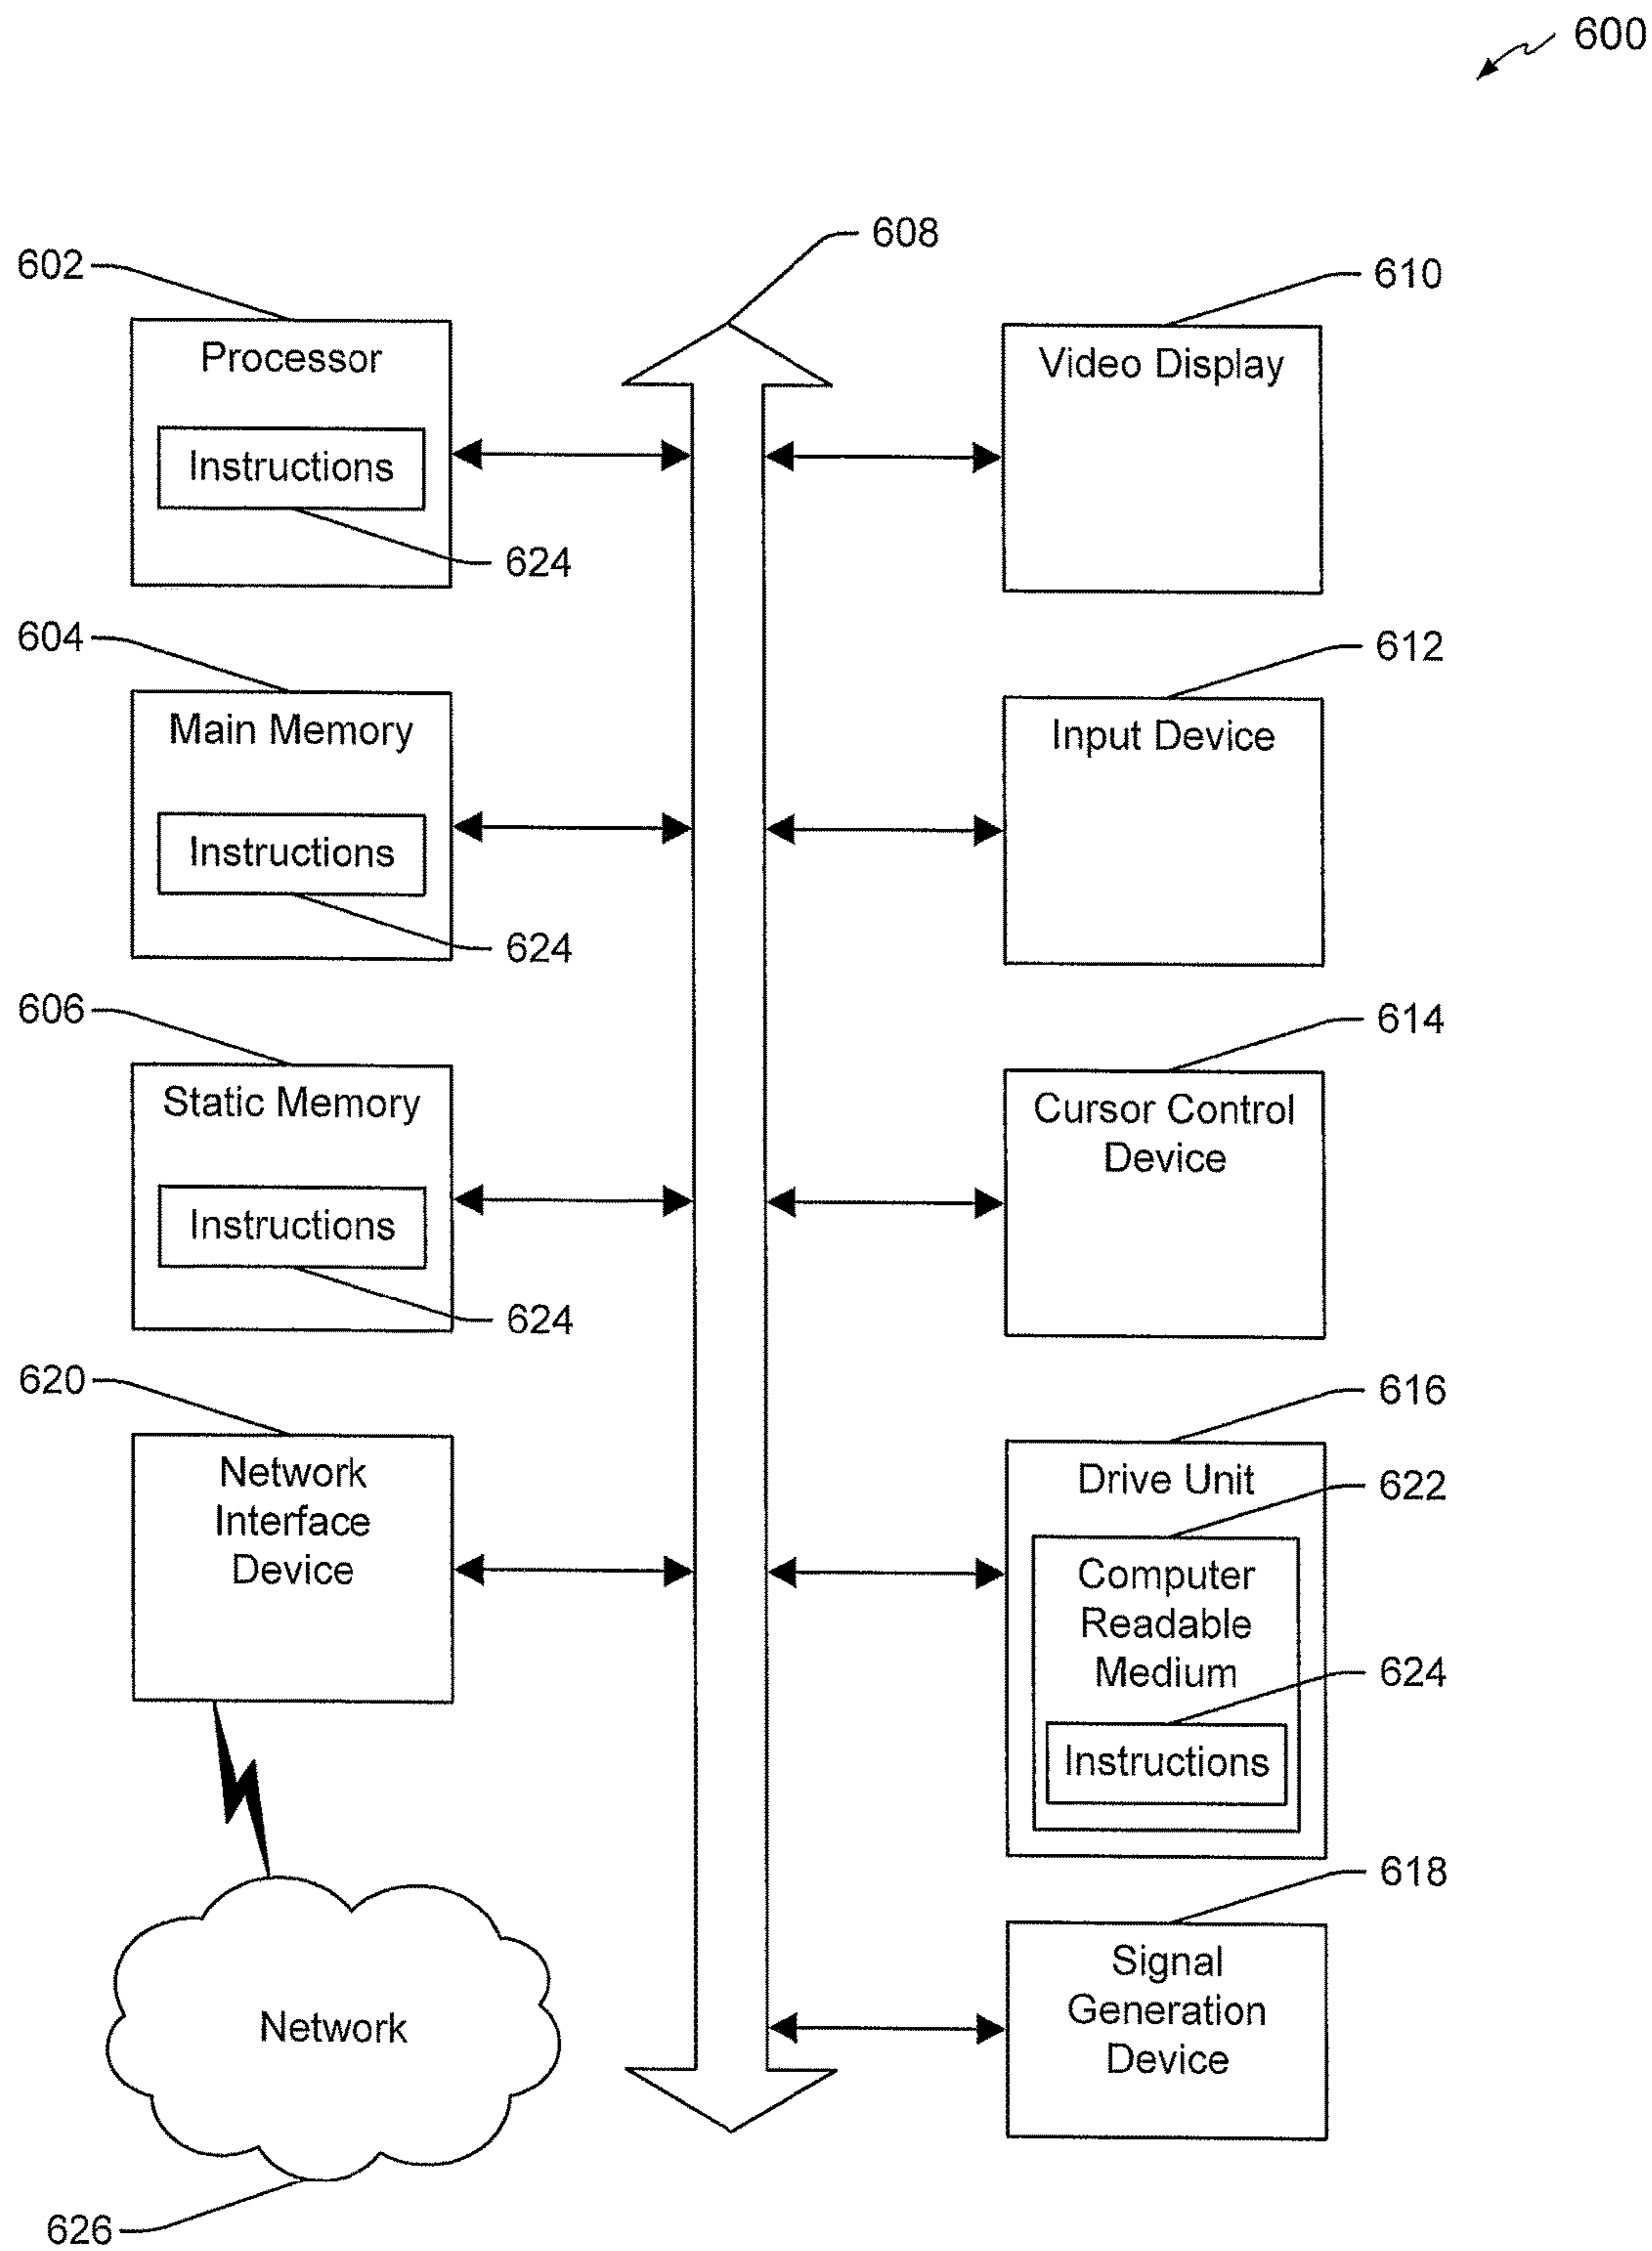 600
608
602
610
Processor
Video Display
Instructions
624
604
612
Main Memory
Input Device
Instructions
624
606
614
Static Memory
Cursor Control
Device
Instructions
624
620
616
Network
Interface
Device
Drive Unit
622
Computer
Readable
Medium
624
Instructions
618
Signal
Generation
Device
Network
626